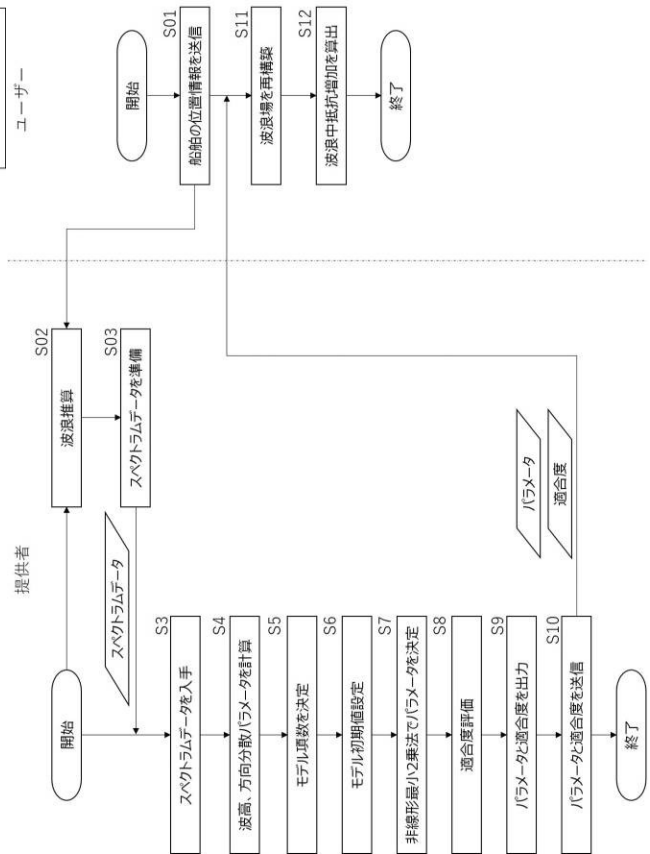 提供者
ユーザー
開始
波浪推算
S02
スペクトラムデータを準備
S03
スペクトラムデータ
スペクトラムデータを入手
S3
波高、方向分散パラメータを計算
S4
モデル項数を決定
S5
モデル初期値設定
S6
非線形最小2乗法でパラメータを決定
S7
適合度評価
S8
パラメータと適合度を出力
S9
パラメータと適合度を送信
S10
終了
パラメータ
適合度
開始
船舶の位置情報を送信
S01
波浪場を再構築
S11
波浪中抵抗増加を算出
S12
終了